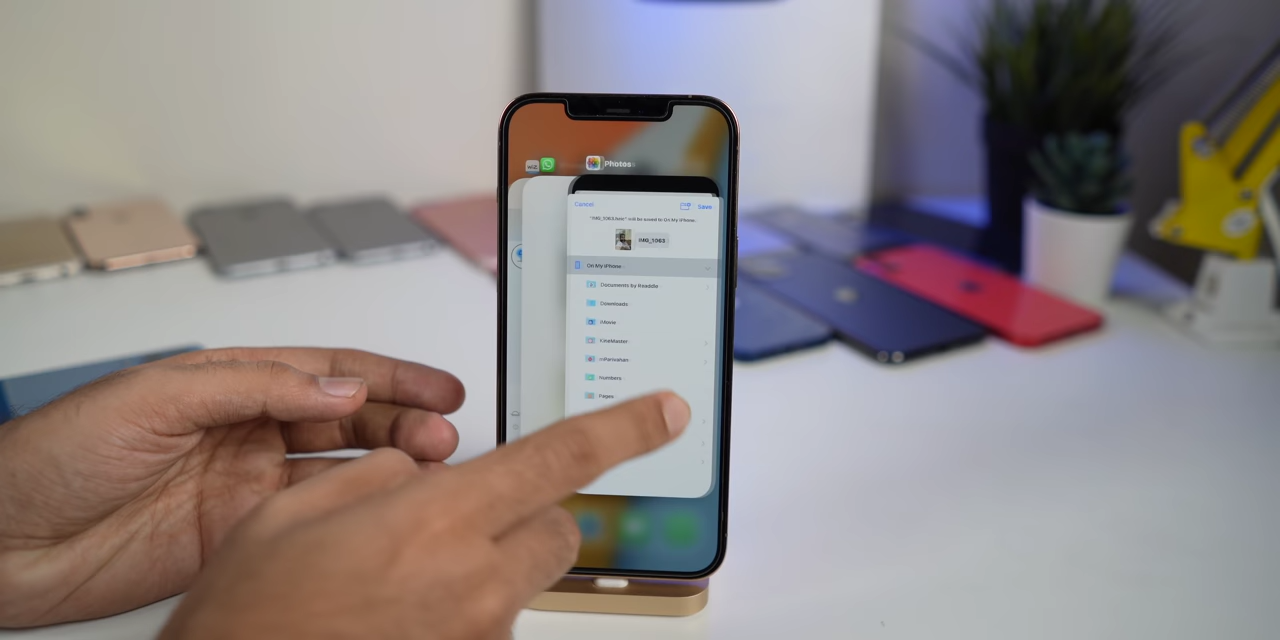 Photos
Cancel
Save
"IMG_1063.heic" will be saved to On My iPhone.
IMG_1063
On My iPhone
Documents by Readdle
Downloads
iMovie
KineMaster
mParivahan
Numbers
Pages